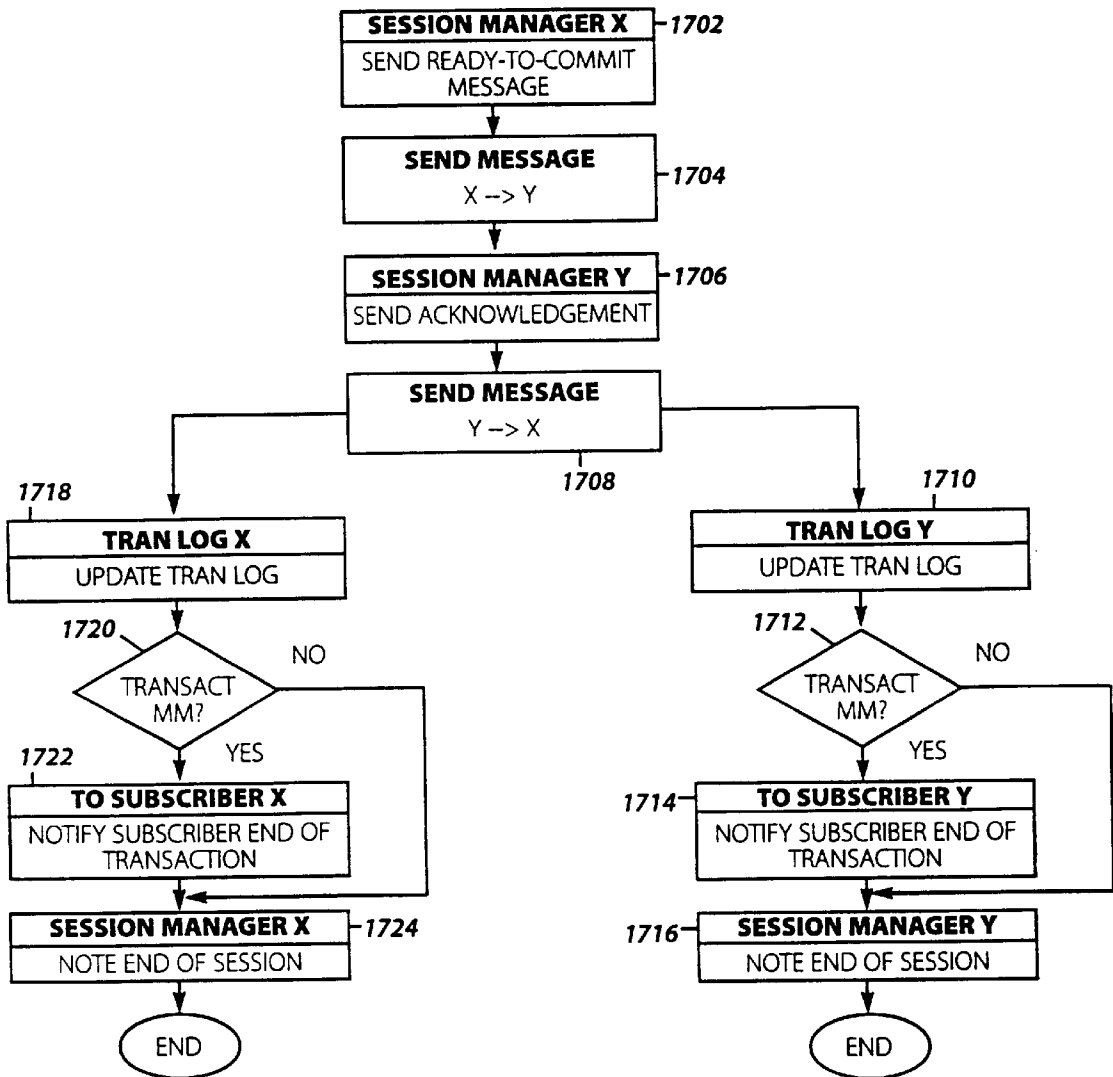 SESSION MANAGER X
1702
SEND READY-TO-COMMIT
MESSAGE
SEND MESSAGE
1704
X --> Y
SESSION MANAGER Y
1706
SEND ACKNOWLEDGEMENT
SEND MESSAGE
Y --> X
1708
1718
TRAN LOG X
UPDATE TRAN LOG
1720
NO
TRANSACT
MM?
YES
1722
TO SUBSCRIBER X
NOTIFY SUBSCRIBER END OF
TRANSACTION
SESSION MANAGER X
1724
NOTE END OF SESSION
END
1710
TRAN LOG Y
UPDATE TRAN LOG
1712
NO
TRANSACT
MM?
YES
1714
TO SUBSCRIBER Y
NOTIFY SUBSCRIBER END OF
TRANSACTION
1716
SESSION MANAGER Y
NOTE END OF SESSION
END